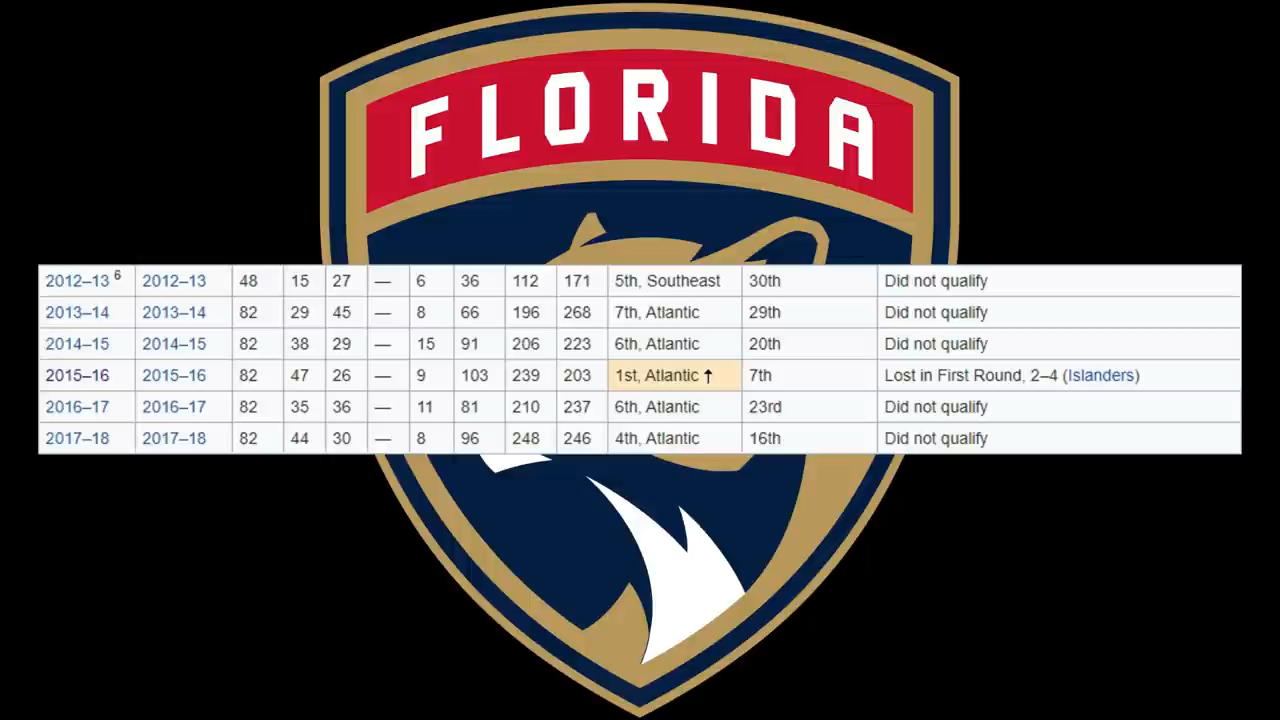 FLORIDA
2012–13 6 2012–13 48 15 27 — 6 36 112 171 5th, Southeast 30th Did not qualify
2013–14 2013–14 82 29 45 — 8 66 196 268 7th, Atlantic 29th Did not qualify
2014–15 2014–15 82 38 29 — 15 91 206 223 6th, Atlantic 20th Did not qualify
2015–16 2015–16 82 47 26 — 9 103 239 203 1st, Atlantic ↑ 7th Lost in First Round, 2–4 (Islanders)
2016–17 2016–17 82 35 36 — 11 81 210 237 6th, Atlantic 23rd Did not qualify
2017–18 2017–18 82 44 30 — 8 96 248 246 4th, Atlantic 16th Did not qualify